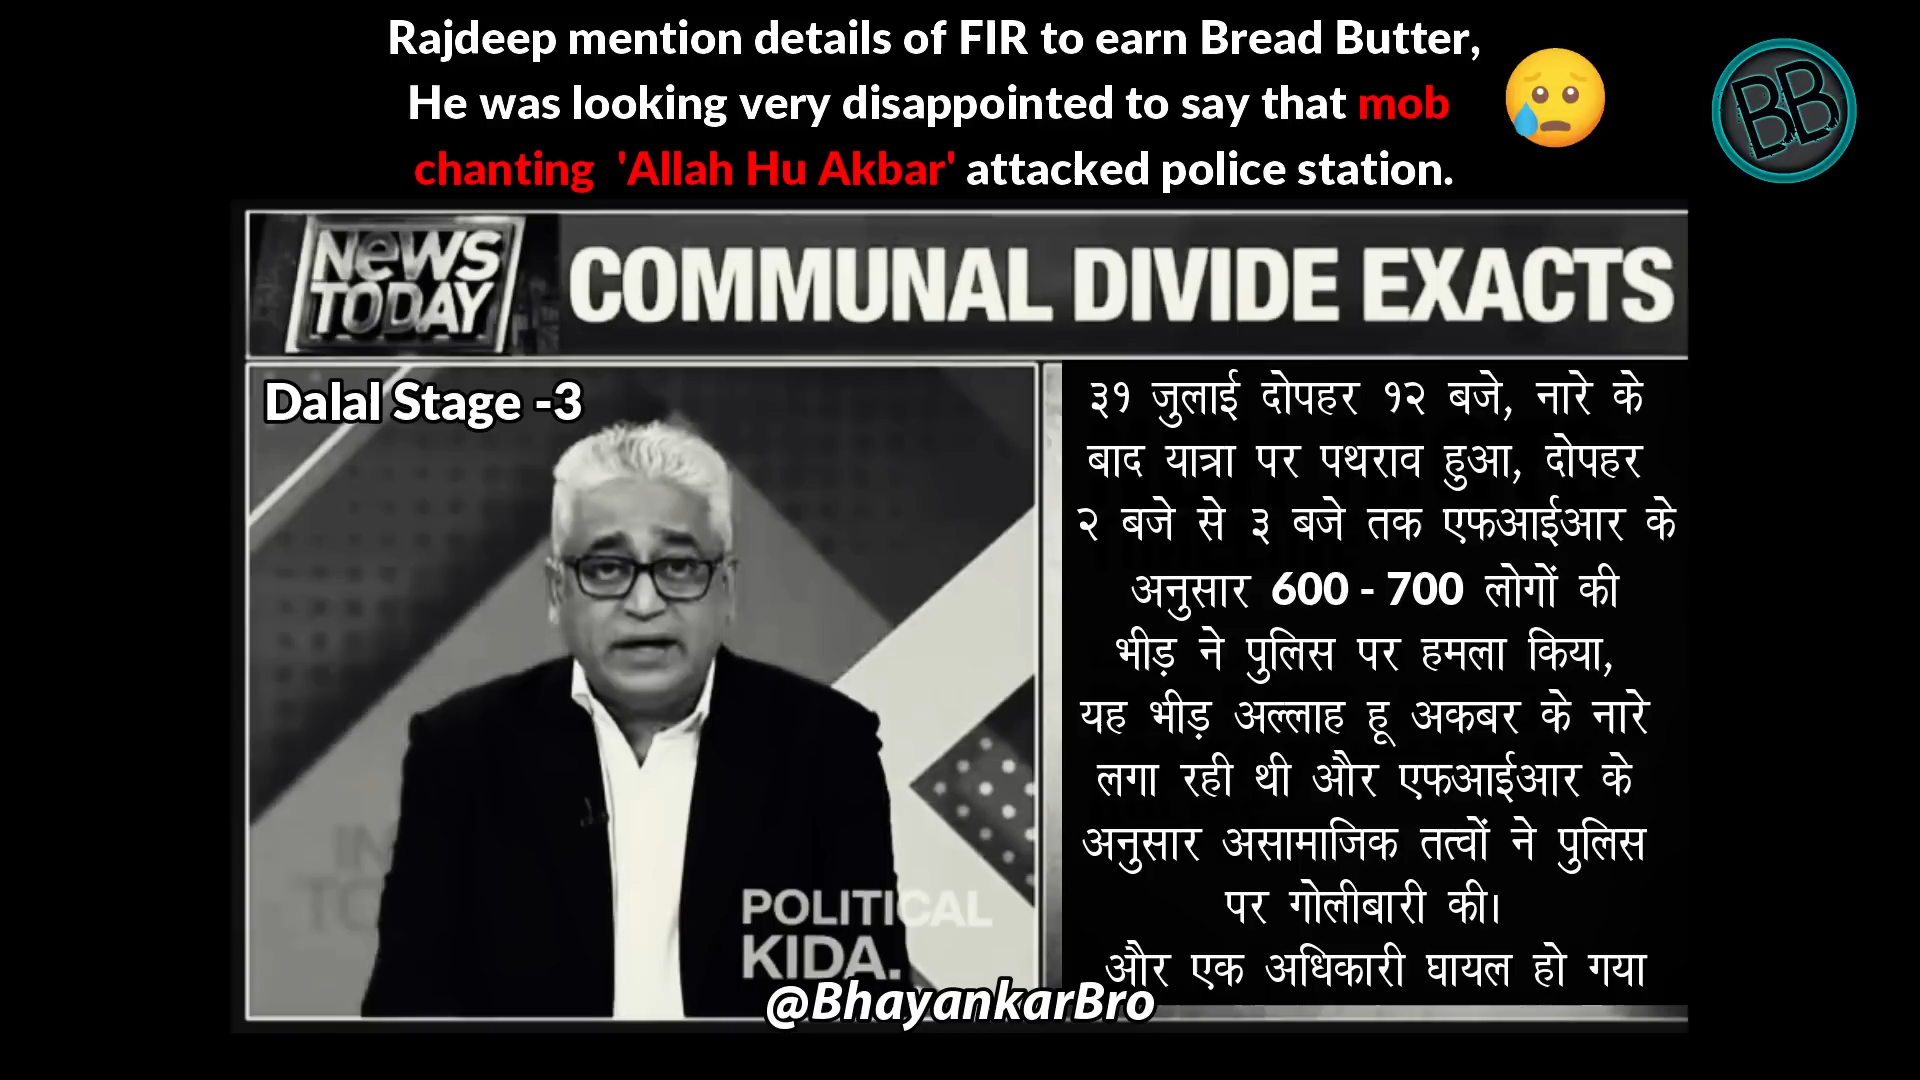 Rajdeep mention details of FIR to earn Bread Butter,
He was looking very disappointed to say that mob
chanting 'Allah Hu Akbar' attacked police station.
BB
NeWS
TODAY
COMMUNAL DIVIDE EXACTS
Dalal Stage -3
३१ जुलाई दोपहर १२ बजे, नारे के
बाद यात्रा पर पथराव हुआ, दोपहर
२ बजे से ३ बजे तक एफआईआर के
अनुसार 600 - 700 लोगों की
भीड़ ने पुलिस पर हमला किया,
यह भीड़ अल्लाह हू अकबर के नारे
लगा रही थी और एफआईआर के
अनुसार असामाजिक तत्वों ने पुलिस
पर गोलीबारी की।
और एक अधिकारी घायल हो गया
IN
TO
POLITICAL
KIDA.
@BhayankarBro